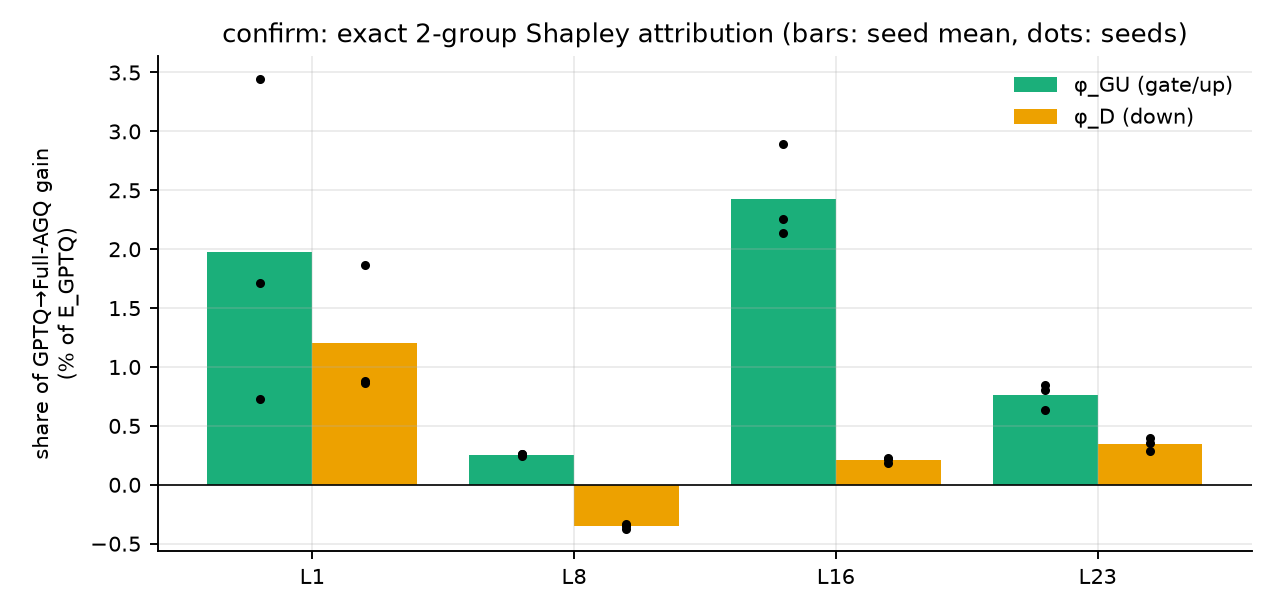 confirm: exact 2-group Shapley attribution (bars: seed mean, dots: seeds)
φ_GU (gate/up)
φ_D (down)
share of GPTQ→Full-AGQ gain
(% of E_GPTQ)
3.5
3.0
2.5
2.0
1.5
1.0
0.5
0.0
−0.5
L1
L8
L16
L23